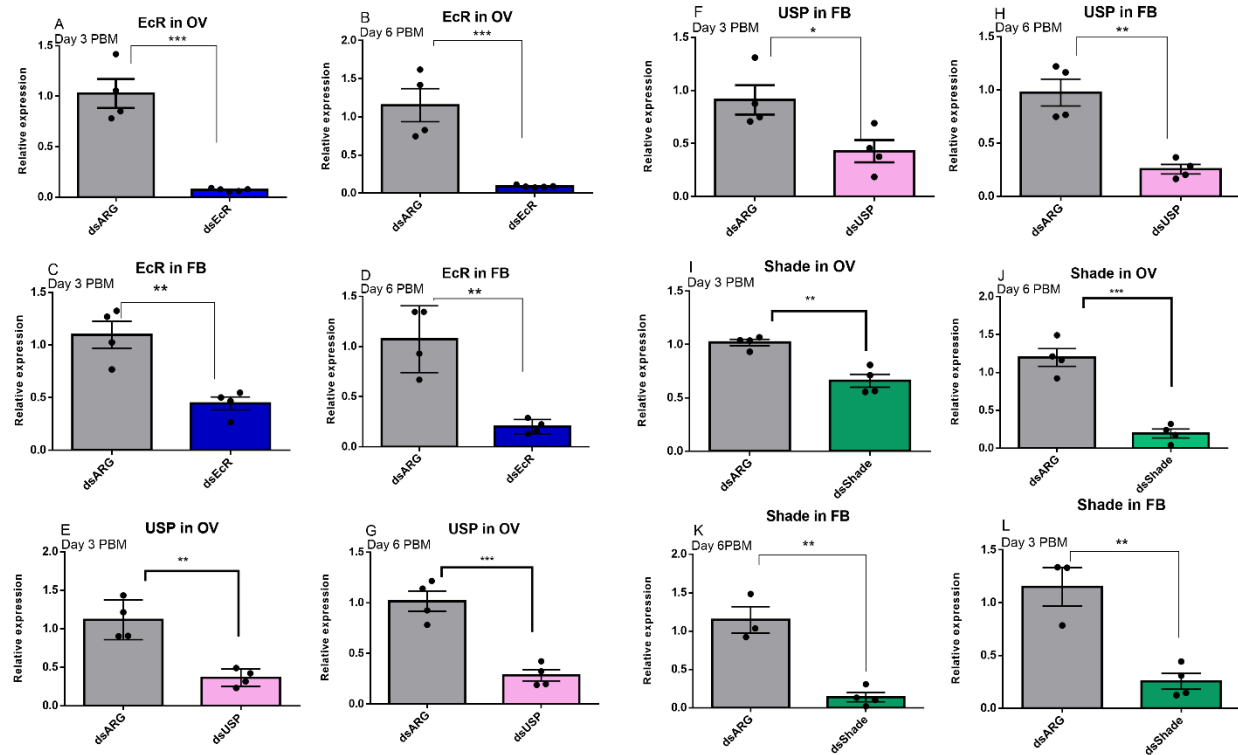 A
EcR in OV
Day 3 PBM
***
Relative expression
1.5
1.0
0.5
0.0
dsARG
dsEcR
B
EcR in OV
Day 6 PBM
***
Relative expression
2.0
1.5
1.0
0.5
0.0
dsARG
dsEcR
F
USP in FB
Day 3 PBM
*
Relative expression
1.5
1.0
0.5
0.0
dsARG
dsUSP
H
USP in FB
Day 6 PBM
**
Relative expression
1.5
1.0
0.5
0.0
dsARG
dsUSP
C
EcR in FB
Day 3 PBM
**
Relative expression
1.5
1.0
0.5
0.0
dsARG
dsEcR
D
EcR in FB
Day 6 PBM
**
Relative expression
1.5
1.0
0.5
0.0
dsARG
dsEcR
I
Shade in OV
Day 3 PBM
**
Relative expression
1.5
1.0
0.5
0.0
dsARG
dsShade
J
Shade in OV
Day 6 PBM
***
Relative expression
2.0
1.5
1.0
0.5
0.0
dsARG
dsShade
E
USP in OV
Day 3 PBM
**
Relative expression
2.0
1.5
1.0
0.5
0.0
dsARG
dsUSP
G
USP in OV
Day 6 PBM
***
Relative expression
2.0
1.5
1.0
0.5
0.0
dsARG
dsUSP
K
Shade in FB
Day 6PBM
**
Relative expression
2.0
1.5
1.0
0.5
0.0
dsARG
dsShade
L
Shade in FB
Day 3 PBM
**
Relative expression
1.5
1.0
0.5
0.0
dsARG
dsShade